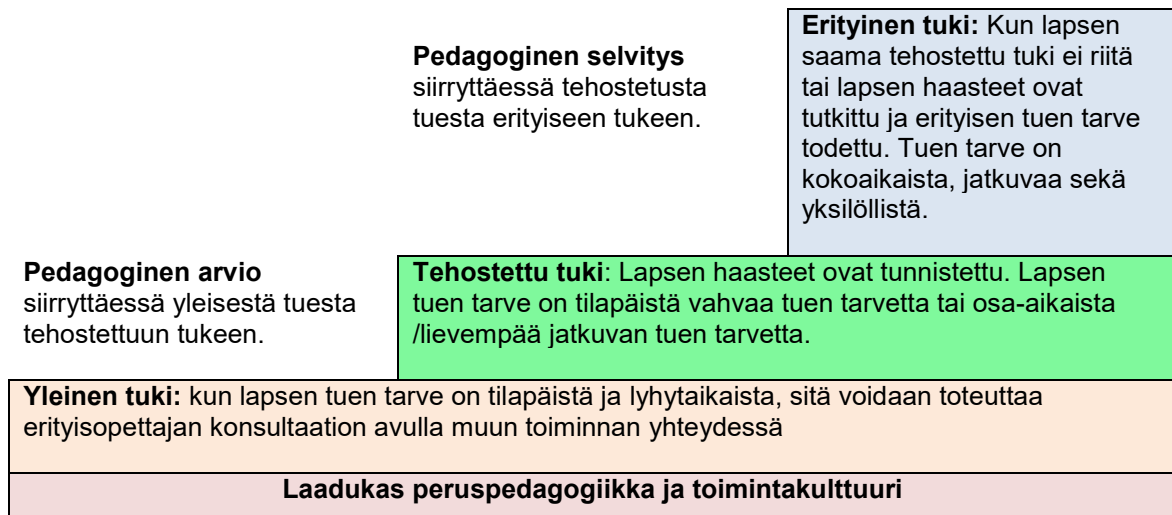 Erityinen tuki: Kun lapsen
saama tehostettu tuki ei riitä
tai lapsen haasteet ovat
tutkittu ja erityisen tuen tarve
todettu. Tuen tarve on
kokoaikaista, jatkuvaa sekä
yksilöllistä.
Pedagoginen selvitys
siirryttäessä tehostetusta
tuesta erityiseen tukeen.
Pedagoginen arvio
siirryttäessä yleisestä tuesta
tehostettuun tukeen.
Tehostettu tuki: Lapsen haasteet ovat tunnistettu. Lapsen
tuen tarve on tilapäistä vahvaa tuen tarvetta tai osa-aikaista
/lievempää jatkuvan tuen tarvetta.
Yleinen tuki: kun lapsen tuen tarve on tilapäistä ja lyhytaikaista, sitä voidaan toteuttaa
erityisopettajan konsultaation avulla muun toiminnan yhteydessä
Laadukas peruspedagogiikka ja toimintakulttuuri